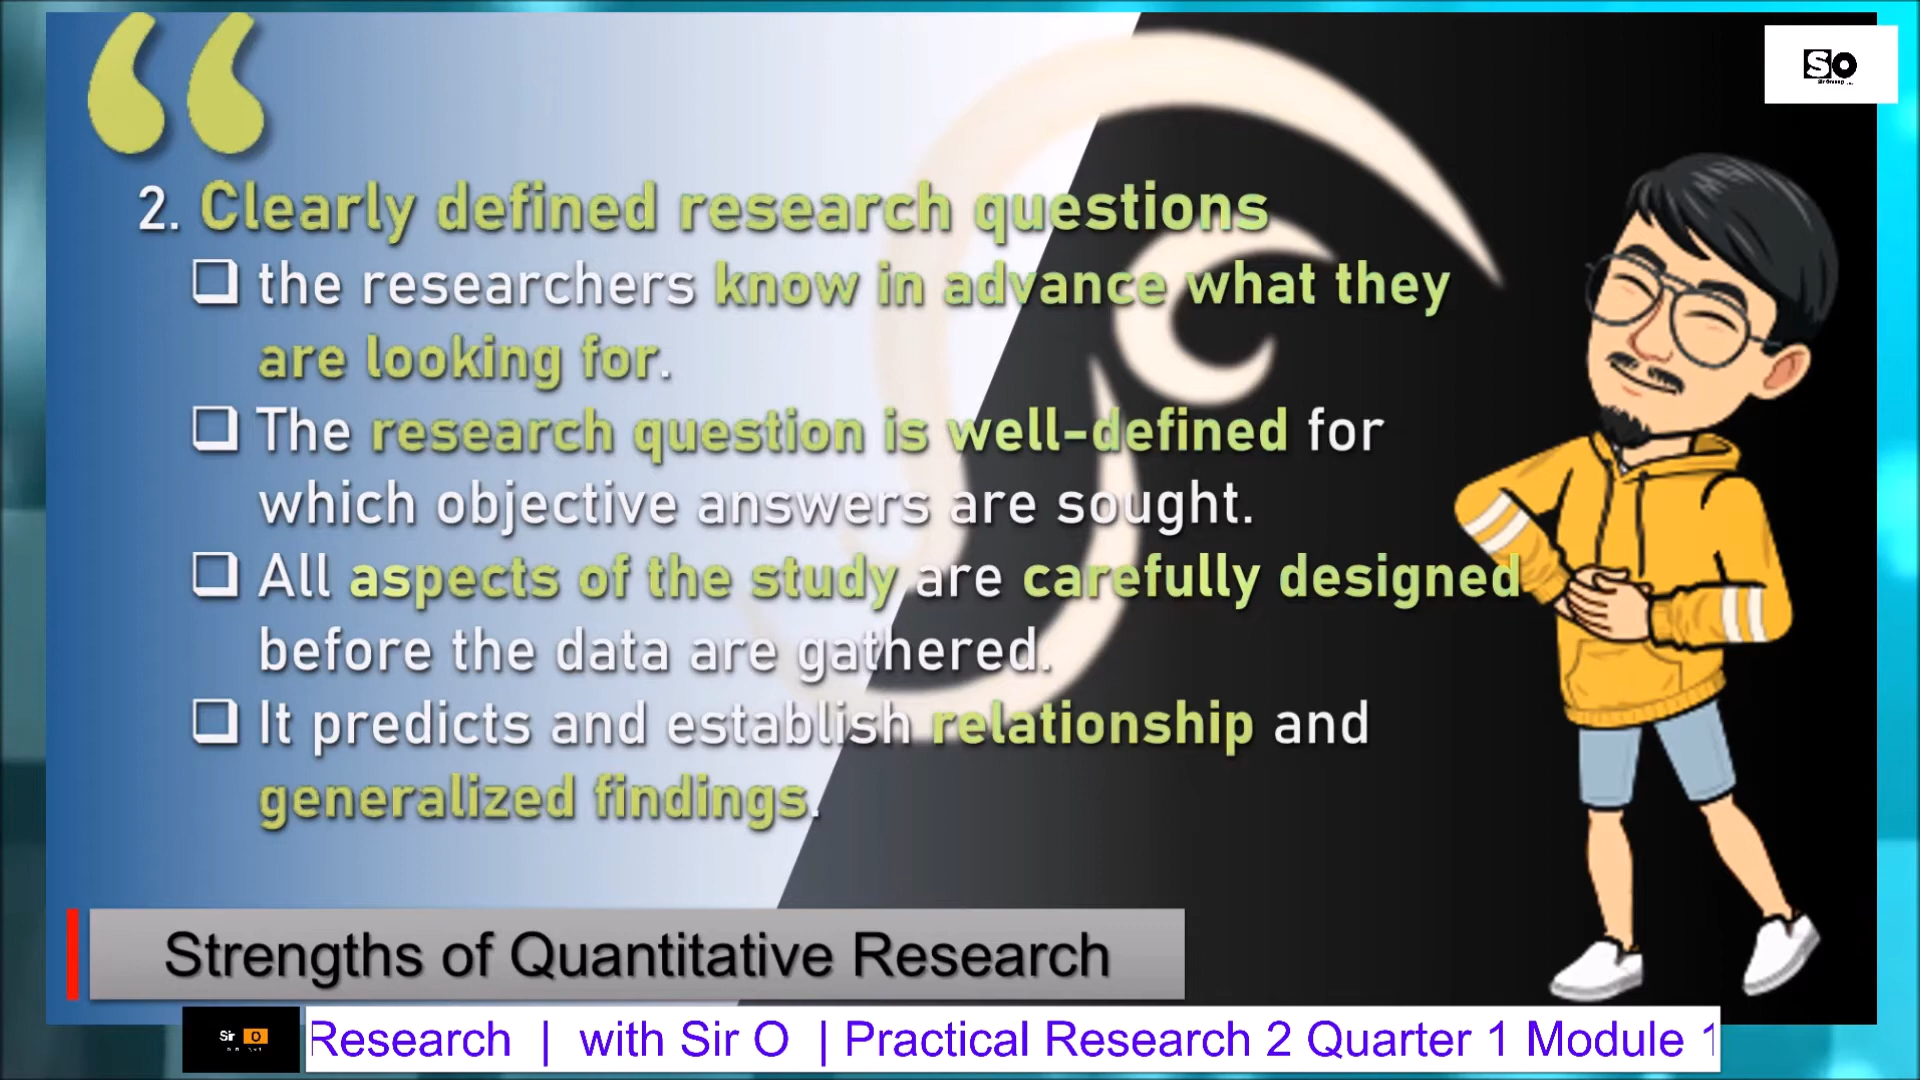 SO
2. Clearly defined research questions
❑ the researchers know in advance what they
are looking for.
❑ The research question is well-defined for
which objective answers are sought.
❑ All aspects of the study are carefully designed
before the data are gathered.
❑ It predicts and establish relationship and
generalized findings.
Strengths of Quantitative Research
Sir O
Research | with Sir O | Practical Research 2 Quarter 1 Module 1